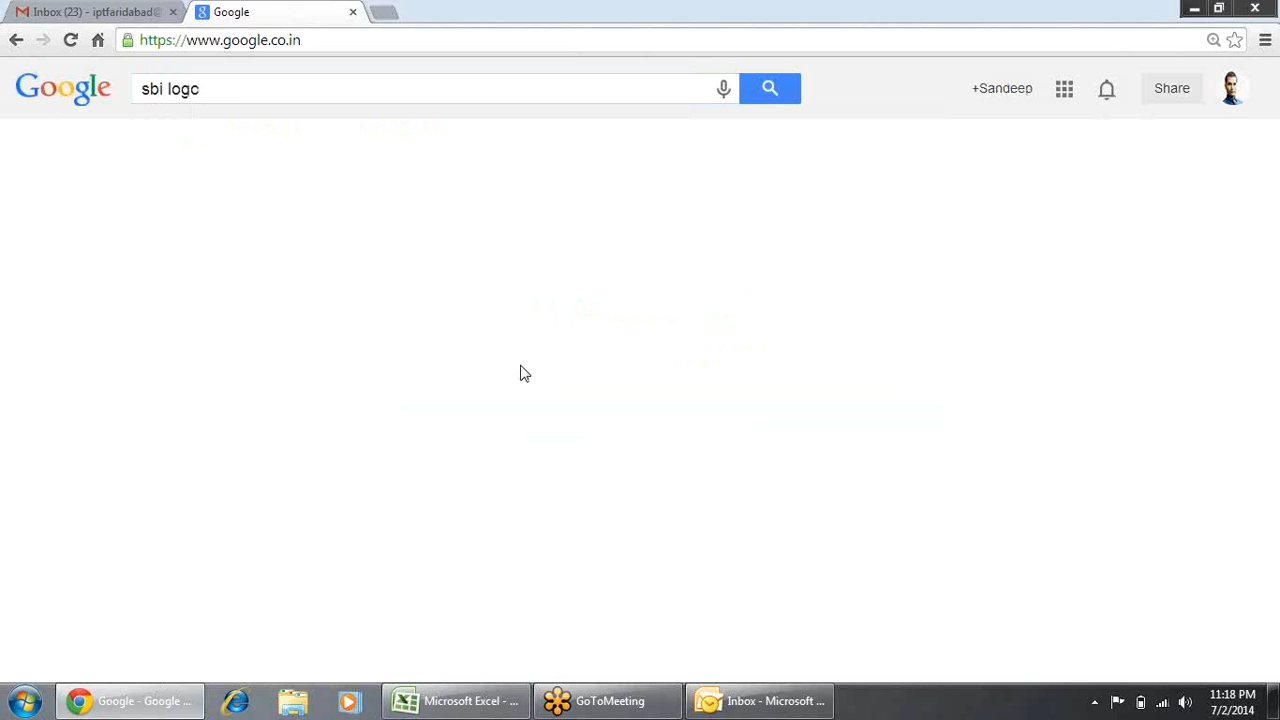 Inbox (23) - iptfaridabad@
Google
https://www.google.co.in
Google
sbi logc
+Sandeep
Share
Google - Google ...
Microsoft Excel - ...
GoToMeeting
Inbox - Microsoft ...
11:18 PM
7/2/2014